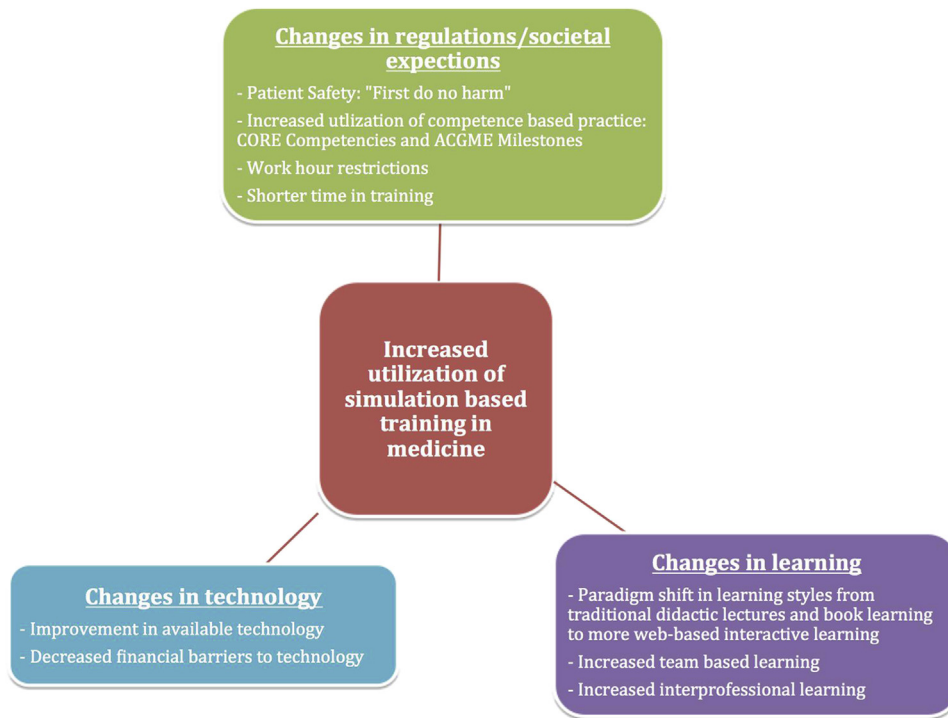 Changes in regulations/societal
expections
- Patient Safety: "First do no harm"
- Increased utlization of competence based practice:
CORE Competencies and ACGME Milestones
- Work hour restrictions
- Shorter time in training
Increased
utilization of
simulation based
training in
medicine
Changes in technology
- Improvement in available technology
- Decreased financial barriers to technology
Changes in learning
- Paradigm shift in learning styles from
traditional didactic lectures and book learning
to more web-based interactive learning
- Increased team based learning
- Increased interprofessional learning